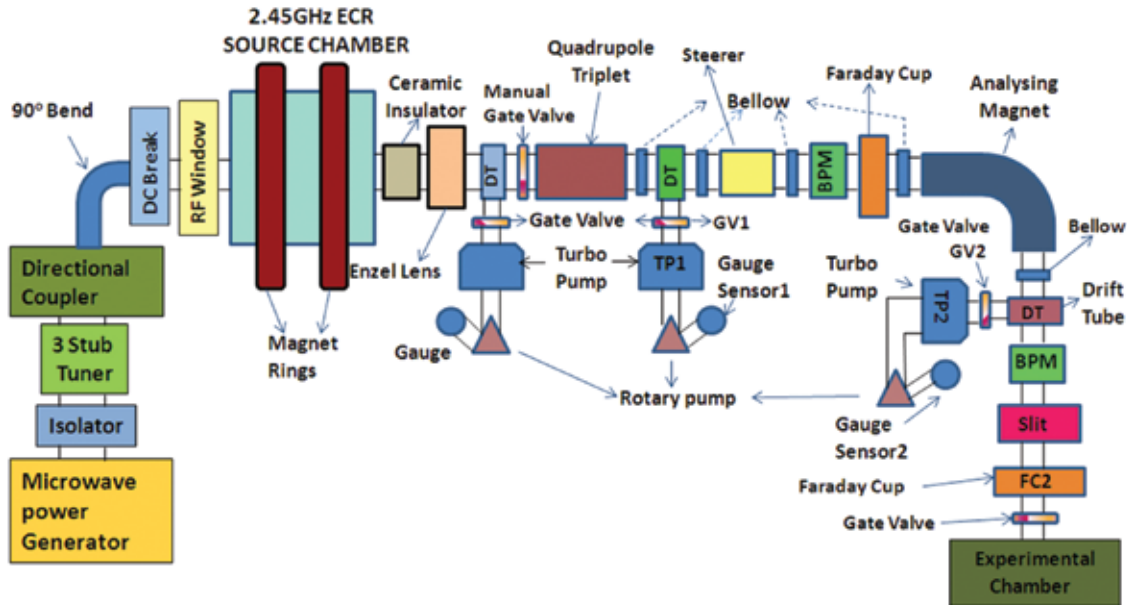 2.45GHz ECR
SOURCE CHAMBER
90° Bend
DC Break
RF Window
Ceramic
Insulator
Manual
Gate Valve
Quadrupole
Triplet
Steerer
Bellow
Faraday Cup
Analysing
Magnet
DT
DT
BPM
Directional
Coupler
3 Stub
Tuner
Isolator
Microwave
power
Generator
Magnet
Rings
Enzel Lens
Gate Valve
GV1
Turbo
Pump
TP1
Gauge
Gauge
Sensor1
Rotary pump
Gate Valve
GV2
Turbo
Pump
TP2
Bellow
DT
Drift
Tube
BPM
Gauge
Sensor2
Slit
Faraday Cup
FC2
Gate Valve
Experimental
Chamber